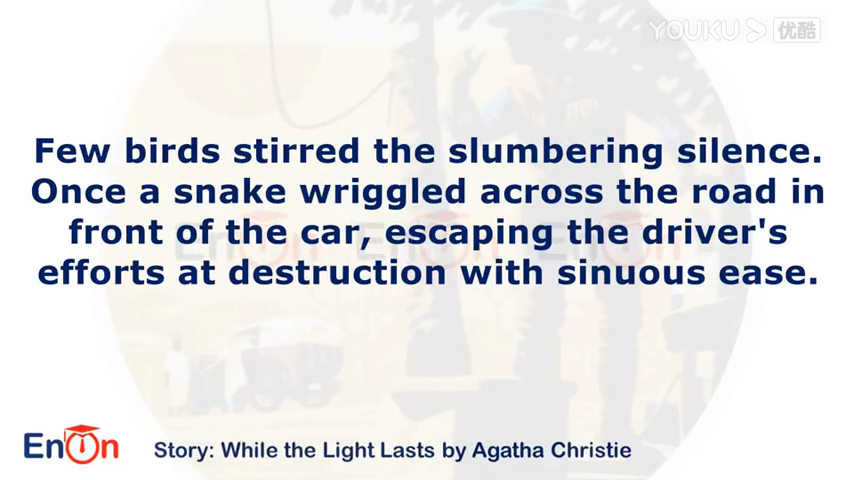 YOUKU 优酷
Few birds stirred the slumbering silence.
Once a snake wriggled across the road in
front of the car, escaping the driver's
efforts at destruction with sinuous ease.
EnOn
Story: While the Light Lasts by Agatha Christie